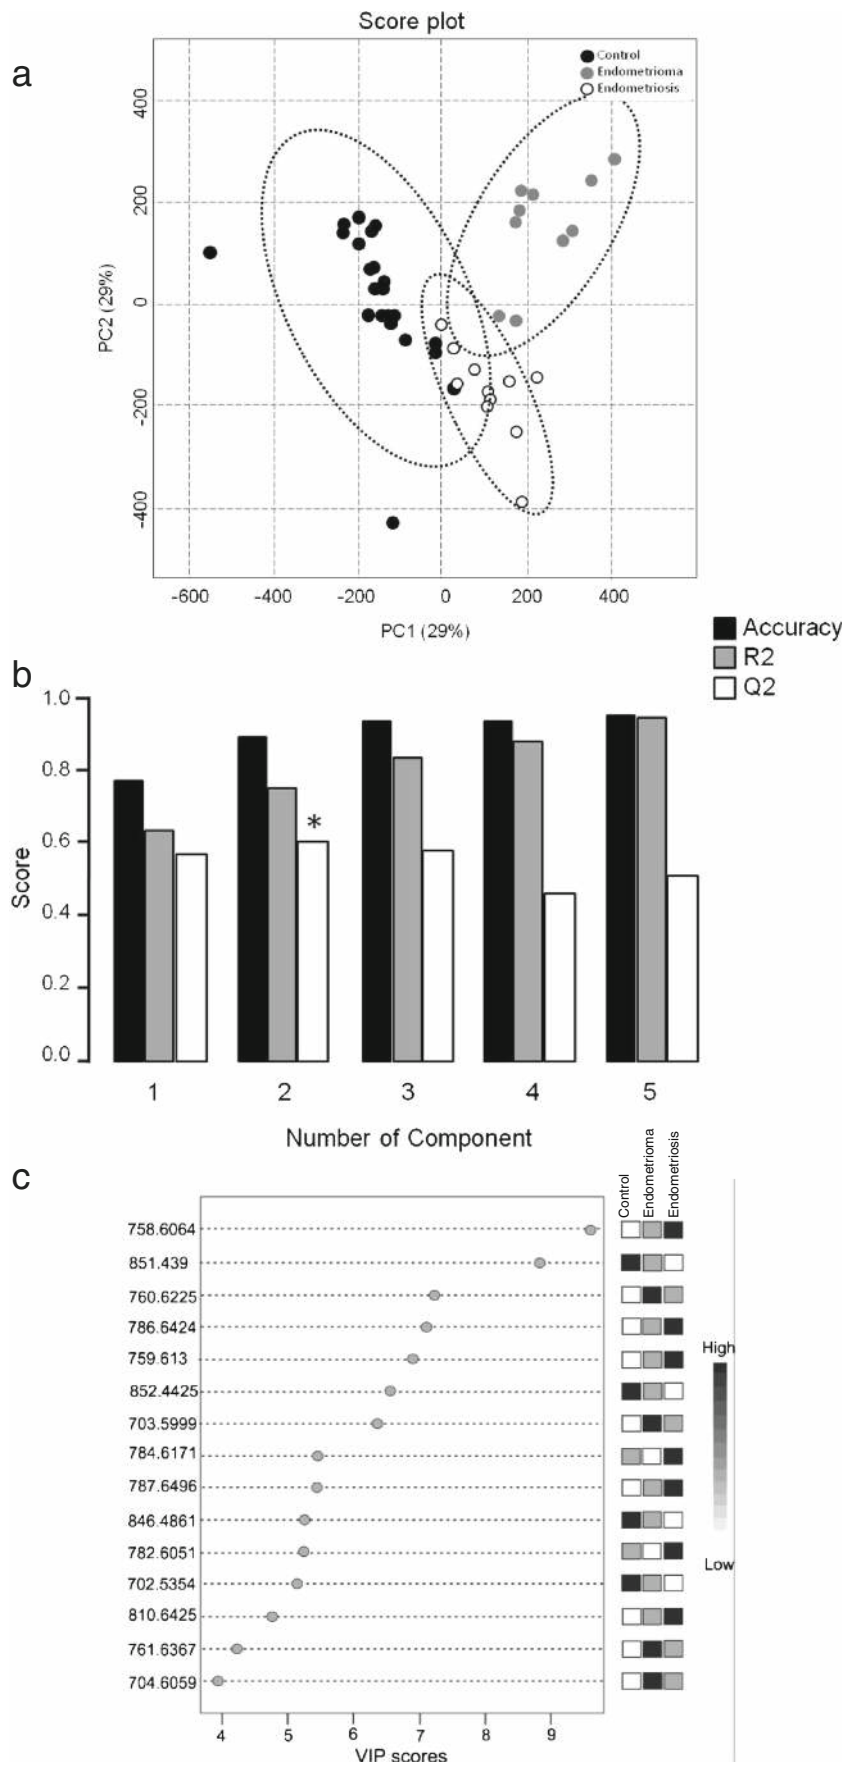 Score plot
a
Control
Endometrioma
Endometriosis
400
200
0
-200
-400
PC2 (29%)
-600 -400 -200 0 200 400
PC1 (29%)
Accuracy
R2
Q2
b
1.0
0.8
0.6
0.4
0.2
0.0
Score
*
1 2 3 4 5
Number of Component
c
Control
Endometrioma
Endometriosis
758.6064
851.439
760.6225
786.6424
759.613
852.4425
703.5999
784.6171
787.6496
846.4861
782.6051
702.5354
810.6425
761.6367
704.6059
High
Low
4 5 6 7 8 9
VIP scores